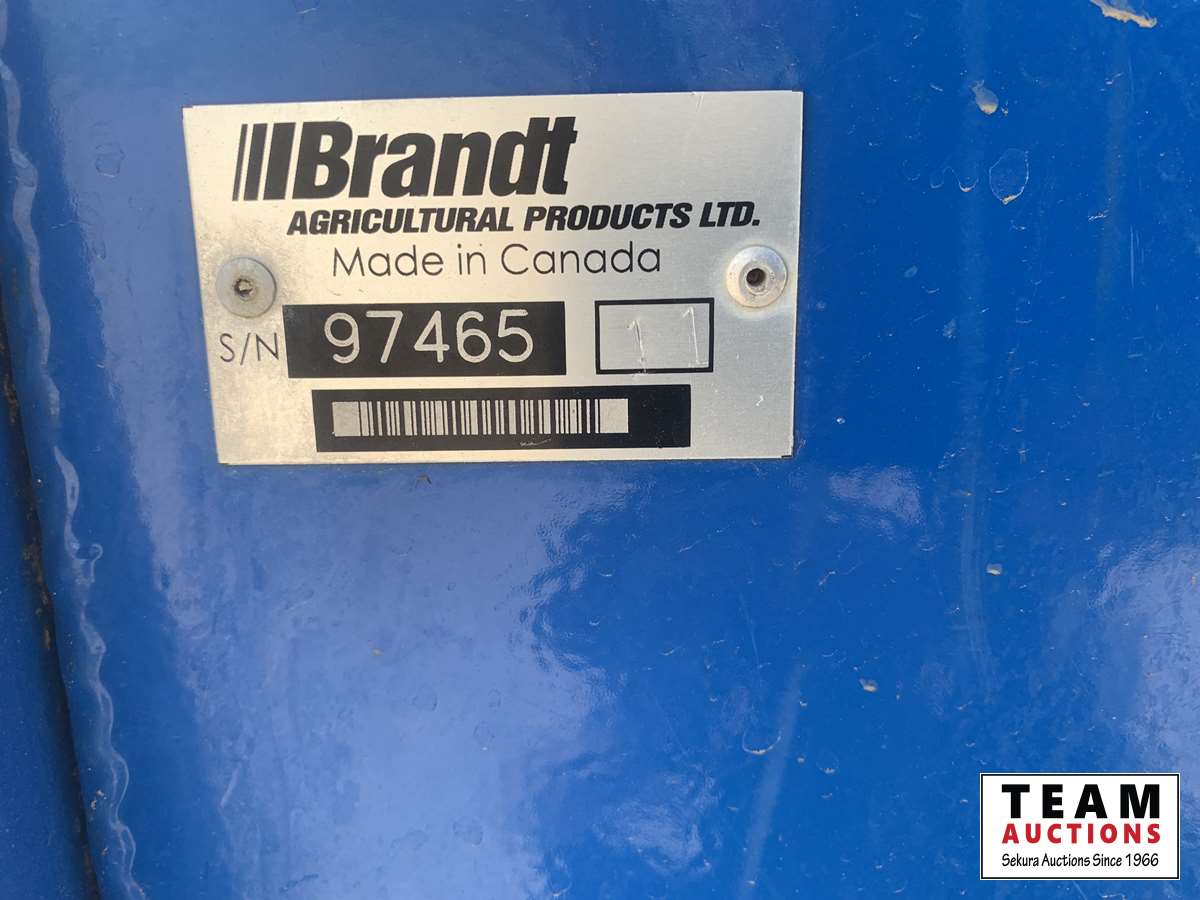 Brandt
AGRICULTURAL PRODUCTS LTD.
Made in Canada
S/N 97465 11
TEAM
AUCTIONS
Sekura Auctions Since 1966